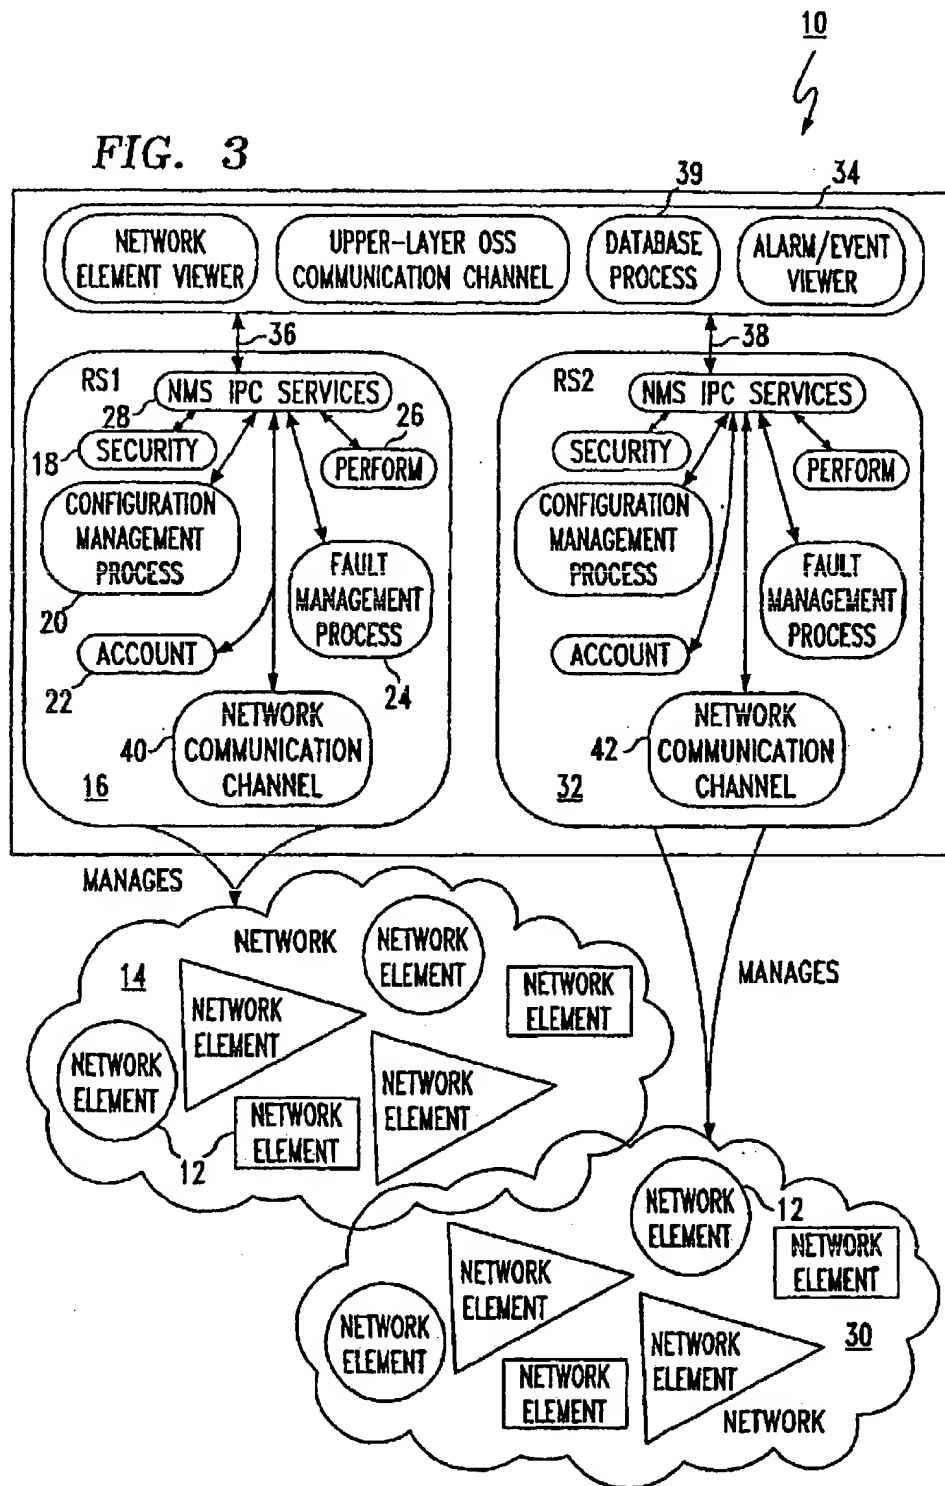 10
FIG. 3
39
34
NETWORK
ELEMENT VIEWER
UPPER-LAYER OSS
COMMUNICATION CHANNEL
DATABASE
PROCESS
ALARM/EVENT
VIEWER
36
38
RS1
NMS IPC SERVICES
28
26
SECURITY
18
PERFORM
CONFIGURATION
MANAGEMENT
PROCESS
20
FAULT
MANAGEMENT
PROCESS
24
ACCOUNT
22
NETWORK
COMMUNICATION
CHANNEL
40
16
RS2
NMS IPC SERVICES
SECURITY
PERFORM
CONFIGURATION
MANAGEMENT
PROCESS
FAULT
MANAGEMENT
PROCESS
ACCOUNT
NETWORK
COMMUNICATION
CHANNEL
42
32
MANAGES
NETWORK
14
NETWORK
ELEMENT
NETWORK
ELEMENT
NETWORK
ELEMENT
NETWORK
ELEMENT
NETWORK
ELEMENT
NETWORK
ELEMENT
12
MANAGES
NETWORK
ELEMENT
12
NETWORK
ELEMENT
NETWORK
ELEMENT
NETWORK
ELEMENT
NETWORK
ELEMENT
NETWORK
ELEMENT
30
NETWORK